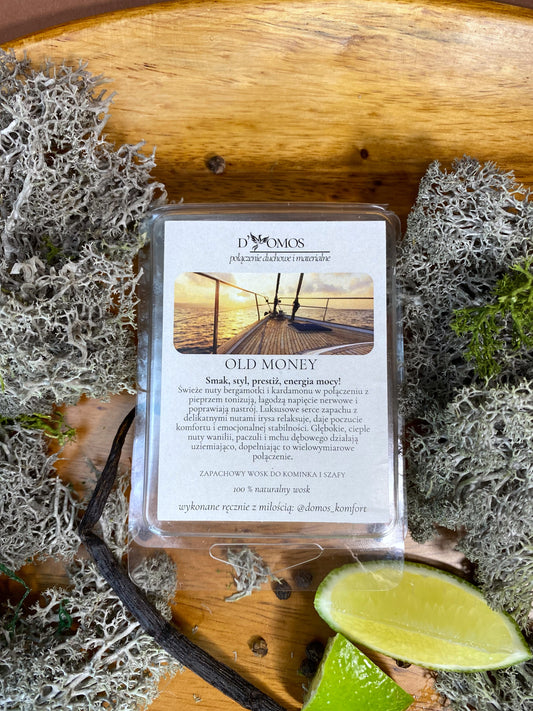 D OMOS
połączenie duchowe i materialne
OLD MONEY
Smak, styl, prestiż, energia mocy!
Świeże nuty bergamotki i kardamonu w połączeniu z
pieprzem tonizują, łagodzą napięcie nerwowe i
poprawiają nastrój. Luksusowe serce zapachu z
delikatnymi nutami irysa relaksuje, daje poczucie
komfortu i emocjonalnej stabilności. Głębokie, ciepłe
nuty wanilii, paczuli i mchu dębowego działają
uziemiająco, dopełniając to wielowymiarowe
połączenie.
ZAPACHOWY WOSK DO KOMINKA I SZAFY
100 % naturalny wosk
wykonane ręcznie z miłością: @domos_komfort